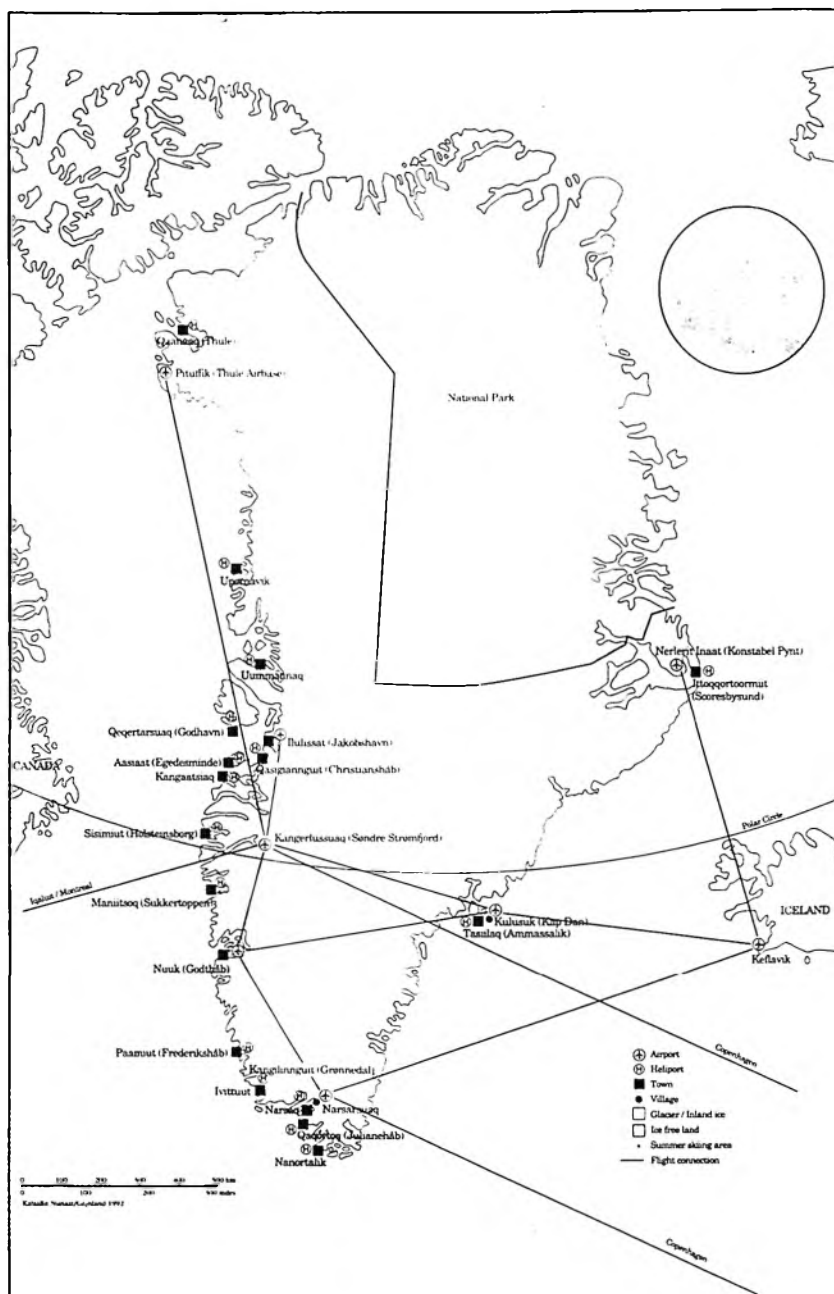 Qaanaaq (Thule)
Pituffik (Thule Airbase)
National Park
Upernavik
Uummannaq
Nerlerit Inaat (Konstabel Pynt)
Ittoqqortoormiut
(Scoresbysund)
Qeqertarsuaq (Godhavn)
Ilulissat (Jakobshavn)
Aasiaat (Egedesminde)
Qasigiannguit (Christianshåb)
CANADA
Kangaatsiaq
Polar Circle
Sisimiut (Holsteinsborg)
Kangerlussuaq (Søndre Strømfjord)
Iqaluit / Montreal
Maniitsoq (Sukkertoppen)
ICELAND
Kulusuk (Kap Dan)
Tasiilaq (Ammassalik)
Nuuk (Godthåb)
Keflavik
Copenhagen
Paamiut (Frederikshåb)
Kangilinnguit (Grønnedal)
Ivittuut
Narsaq
Narsarsuaq
Qaqortoq (Julianehåb)
Nanortalik
Airport
Heliport
Town
Village
Glacier / Inland ice
Ice free land
Summer skiing area
Flight connection
0 100 200 400 500 km
0 100 200 300 miles
Copenhagen